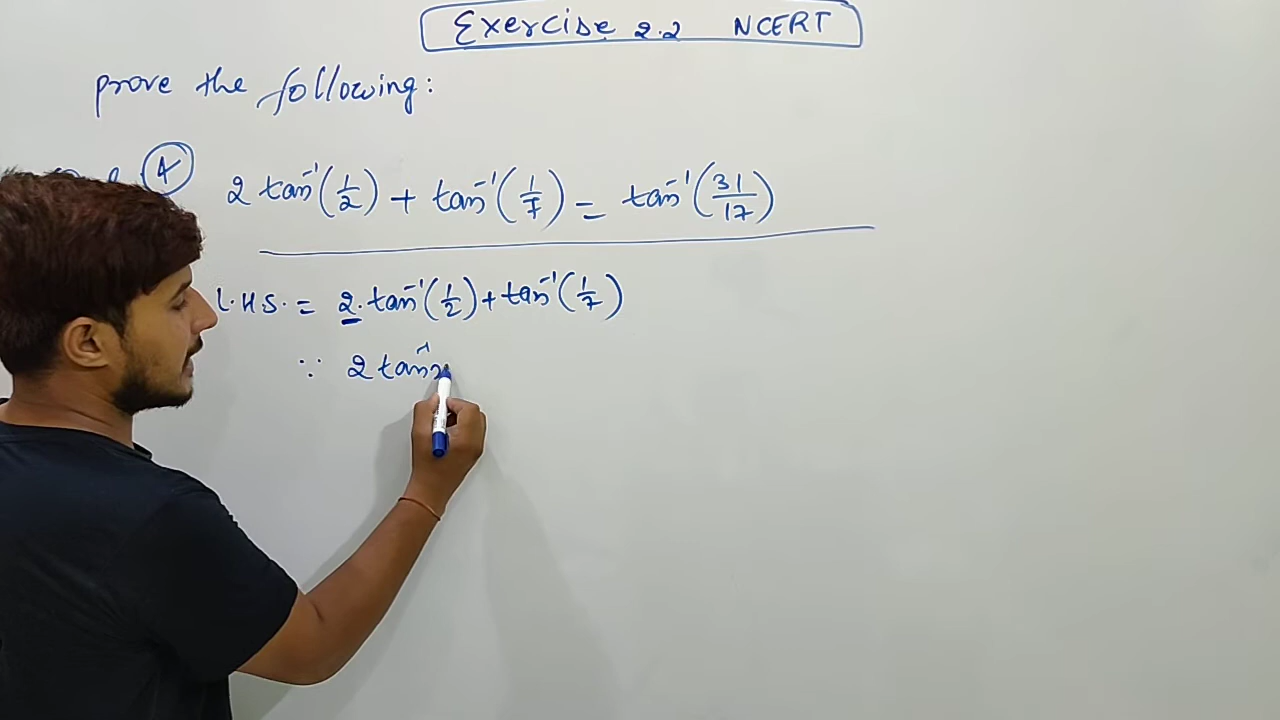 Exercise 2.2 NCERT
prove the following:
④ 2 tan⁻¹(1/2) + tan⁻¹(1/7) = tan⁻¹(31/17)
L.H.S. = 2. tan⁻¹(1/2) + tan⁻¹(1/7)
∵ 2 tan⁻¹x